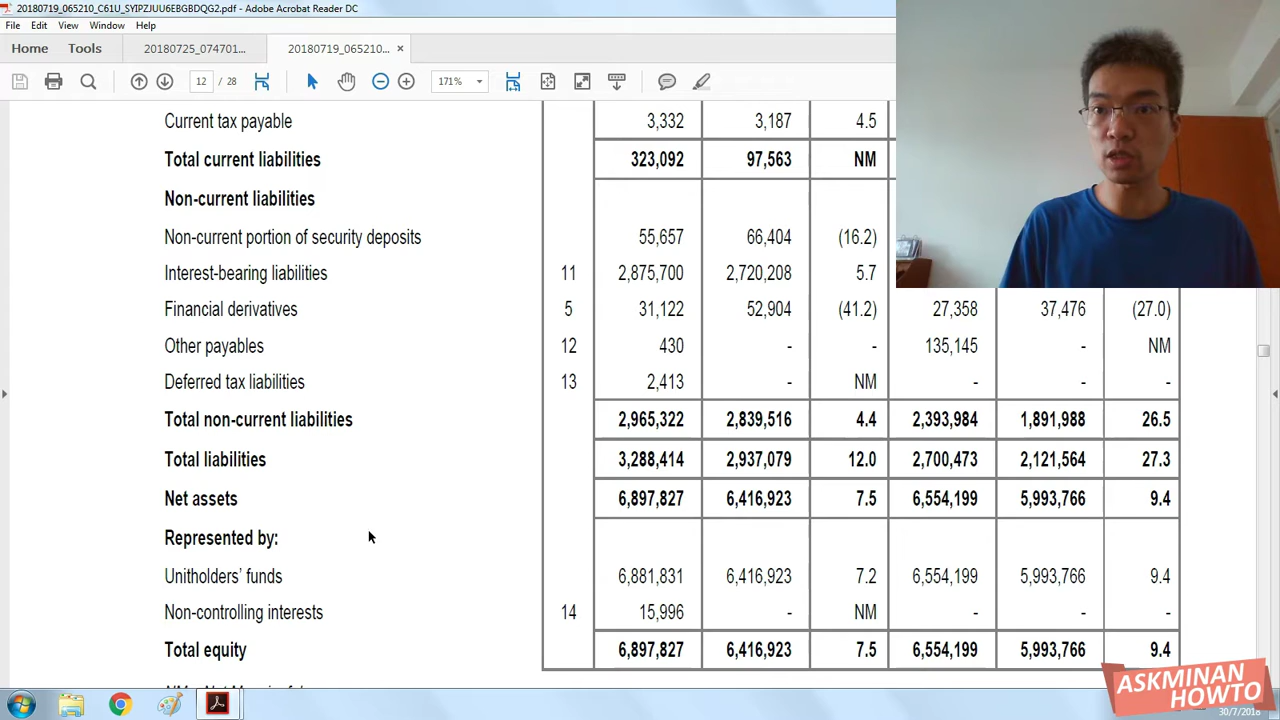 20180719_065210_C61U_SYIPZJUU6EBGBDQG2.pdf - Adobe Acrobat Reader DC
File Edit View Window Help
Home Tools 20180725_074701... 20180719_065210... ×
12 / 28 171%
Current tax payable 3,332 3,187 4.5
Total current liabilities 323,092 97,563 NM
Non-current liabilities
Non-current portion of security deposits 55,657 66,404 (16.2)
Interest-bearing liabilities 11 2,875,700 2,720,208 5.7
Financial derivatives 5 31,122 52,904 (41.2) 27,358 37,476 (27.0)
Other payables 12 430 - - 135,145 - NM
Deferred tax liabilities 13 2,413 - NM - - -
Total non-current liabilities 2,965,322 2,839,516 4.4 2,393,984 1,891,988 26.5
Total liabilities 3,288,414 2,937,079 12.0 2,700,473 2,121,564 27.3
Net assets 6,897,827 6,416,923 7.5 6,554,199 5,993,766 9.4
Represented by:
Unitholders' funds 6,881,831 6,416,923 7.2 6,554,199 5,993,766 9.4
Non-controlling interests 14 15,996 - NM - - -
Total equity 6,897,827 6,416,923 7.5 6,554,199 5,993,766 9.4
ASKMINAN
HOWTO
30/7/2018